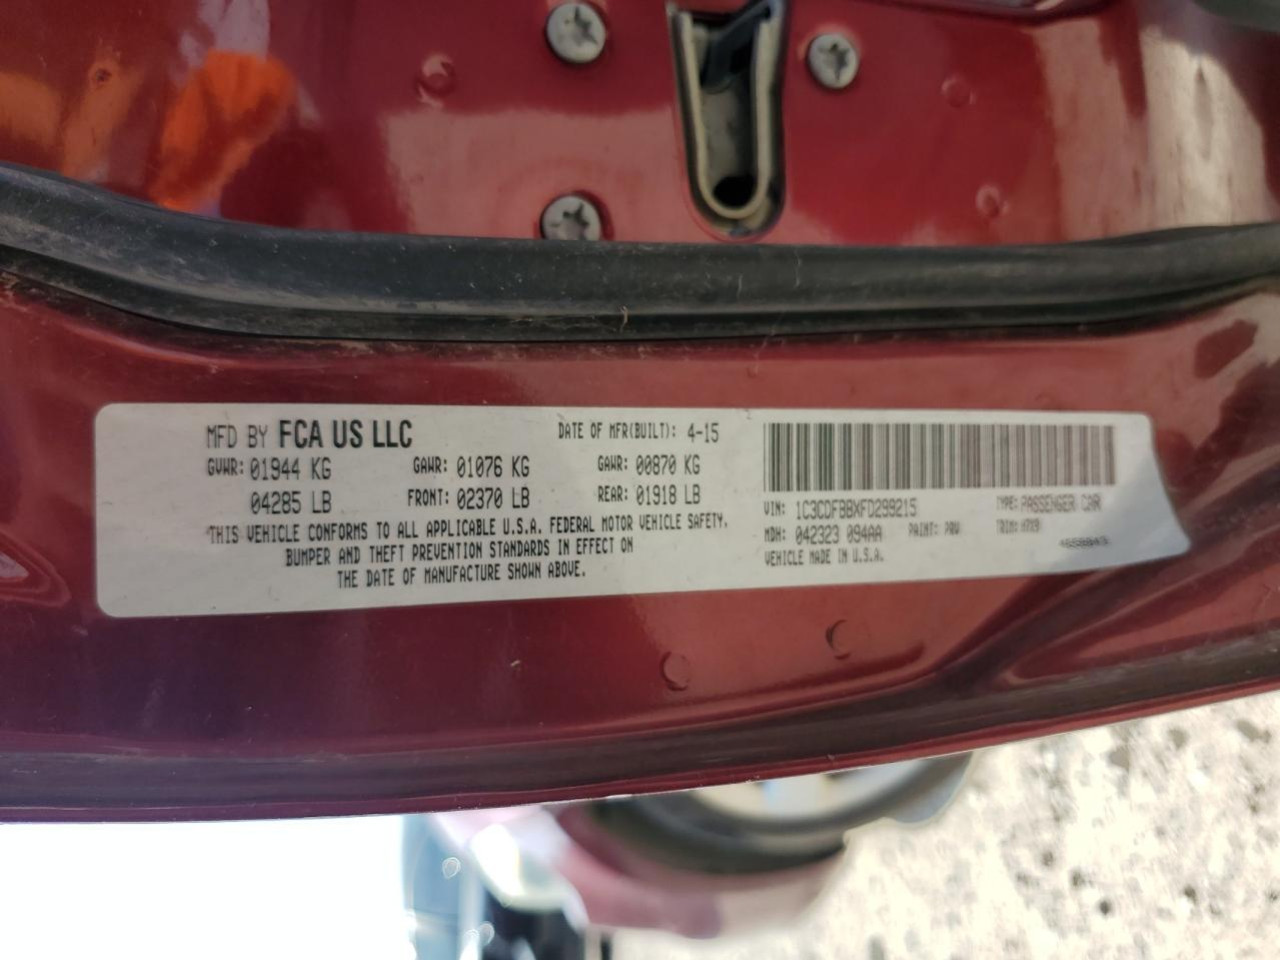 MFD BY FCA US LLC DATE OF MFR(BUILT): 4-15
GVWR: 01944 KG GAWR: 01076 KG GAWR: 00870 KG
04285 LB FRONT: 02370 LB REAR: 01918 LB
THIS VEHICLE CONFORMS TO ALL APPLICABLE U.S.A. FEDERAL MOTOR VEHICLE SAFETY,
BUMPER AND THEFT PREVENTION STANDARDS IN EFFECT ON
THE DATE OF MANUFACTURE SHOWN ABOVE.
VIN: 1C3CDFBBXFD299215 TYPE: PASSENGER CAR
MDH: 042323 094AA PAINT: PRV TRIM:
VEHICLE MADE IN U.S.A.